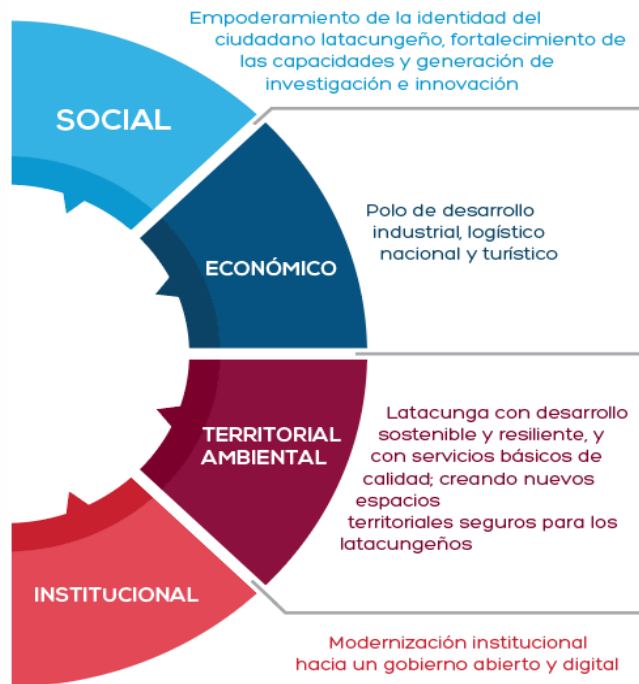 Empoderamiento de la identidad del
ciudadano latacungeño, fortalecimiento de
las capacidades y generación de
investigación e innovación
SOCIAL
Polo de desarrollo
industrial, logístico
nacional y turístico
ECONÓMICO
Latacunga con desarrollo
sostenible y resiliente, y
con servicios básicos de
calidad; creando nuevos
espacios
territoriales seguros para los
latacungeños
TERRITORIAL
AMBIENTAL
INSTITUCIONAL
Modernización institucional
hacia un gobierno abierto y digital